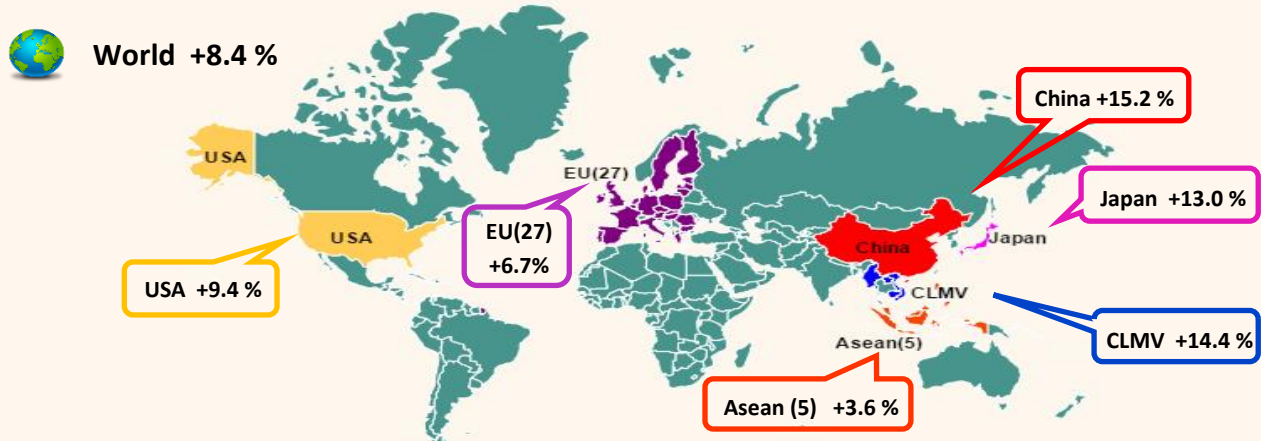 World +8.4 %
China +15.2 %
USA
EU(27)
Japan +13.0 %
EU(27)
+6.7%
USA
China
Japan
USA +9.4 %
CLMV
CLMV +14.4 %
Asean(5)
Asean (5) +3.6 %